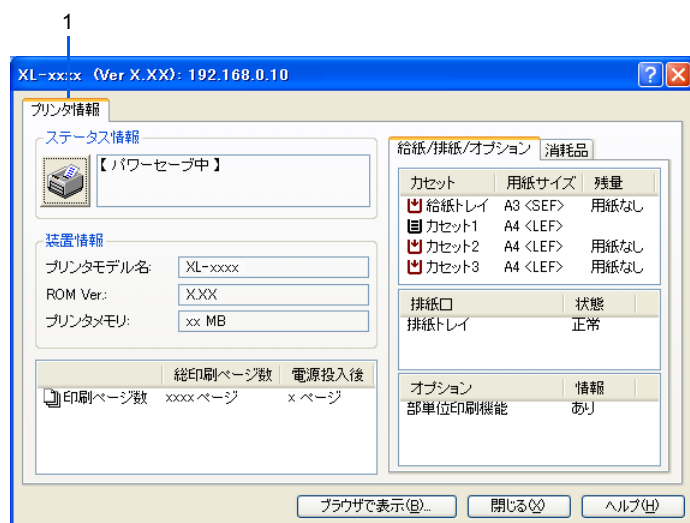 1
XL-xx:x (Ver X.XX): 192.168.0.10
プリンタ情報
ステータス情報
【 パワーセーブ中 】
装置情報
プリンタモデル名: XL-xxxx
ROM Ver.: X.XX
プリンタメモリ: xx MB
総印刷ページ数 電源投入後
印刷ページ数 xxxx ページ x ページ
給紙/排紙/オプション 消耗品
カセット 用紙サイズ 残量
給紙トレイ A3 <SEF> 用紙なし
カセット1 A4 <LEF>
カセット2 A4 <LEF> 用紙なし
カセット3 A4 <LEF> 用紙なし
排紙口 状態
排紙トレイ 正常
オプション 情報
部単位印刷機能 あり
ブラウザで表示(B)... 閉じる(X) ヘルプ(H)